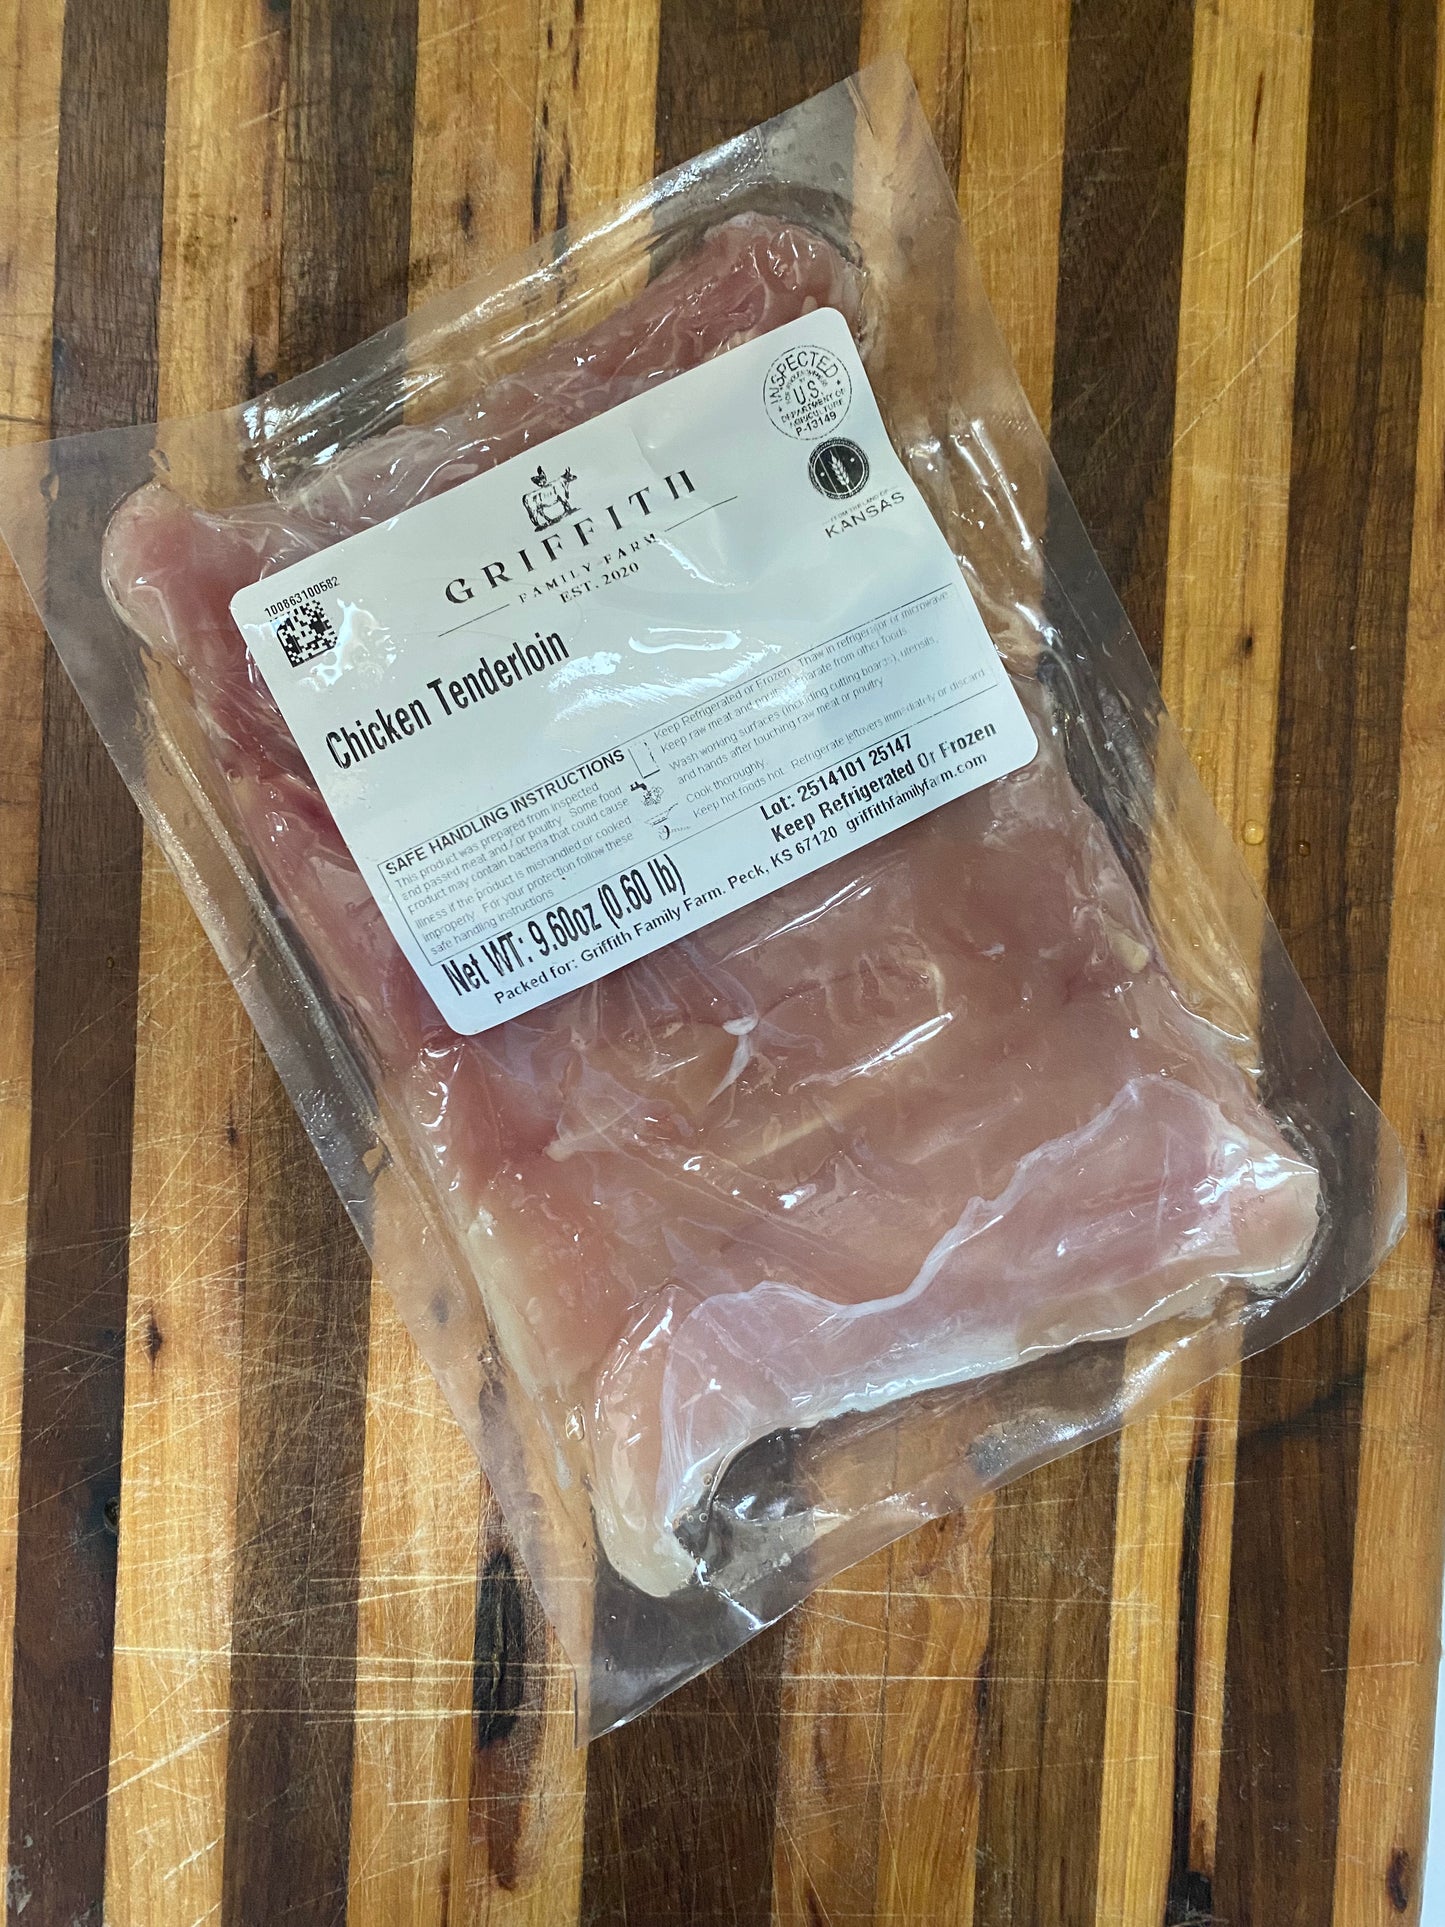 INSPECTED
U.S.
DEPARTMENT OF
AGRICULTURE
P-13149
FROM THE LAND OF
KANSAS
GRIFFITH
FAMILY FARM
EST. 2020
100863100582
Chicken Tenderloin
SAFE HANDLING INSTRUCTIONS
This product was prepared from inspected
and passed meat and / or poultry. Some food
product may contain bacteria that could cause
illness if the product is mishandled or cooked
improperly. For your protection follow these
safe handling instructions
Keep Refrigerated or Frozen. Thaw in refrigerator or microwave
Keep raw meat and poultry separate from other foods
Wash working surfaces (including cutting boards), utensils,
and hands after touching raw meat or poultry
Cook thoroughly
Keep hot foods hot. Refrigerate leftovers immediately or discard
Lot: 2514101 25147
Keep Refrigerated Or Frozen
Net WT: 9.60oz (0.60 lb)
Packed for: Griffith Family Farm. Peck, KS 67120 griffithfamilyfarm.com